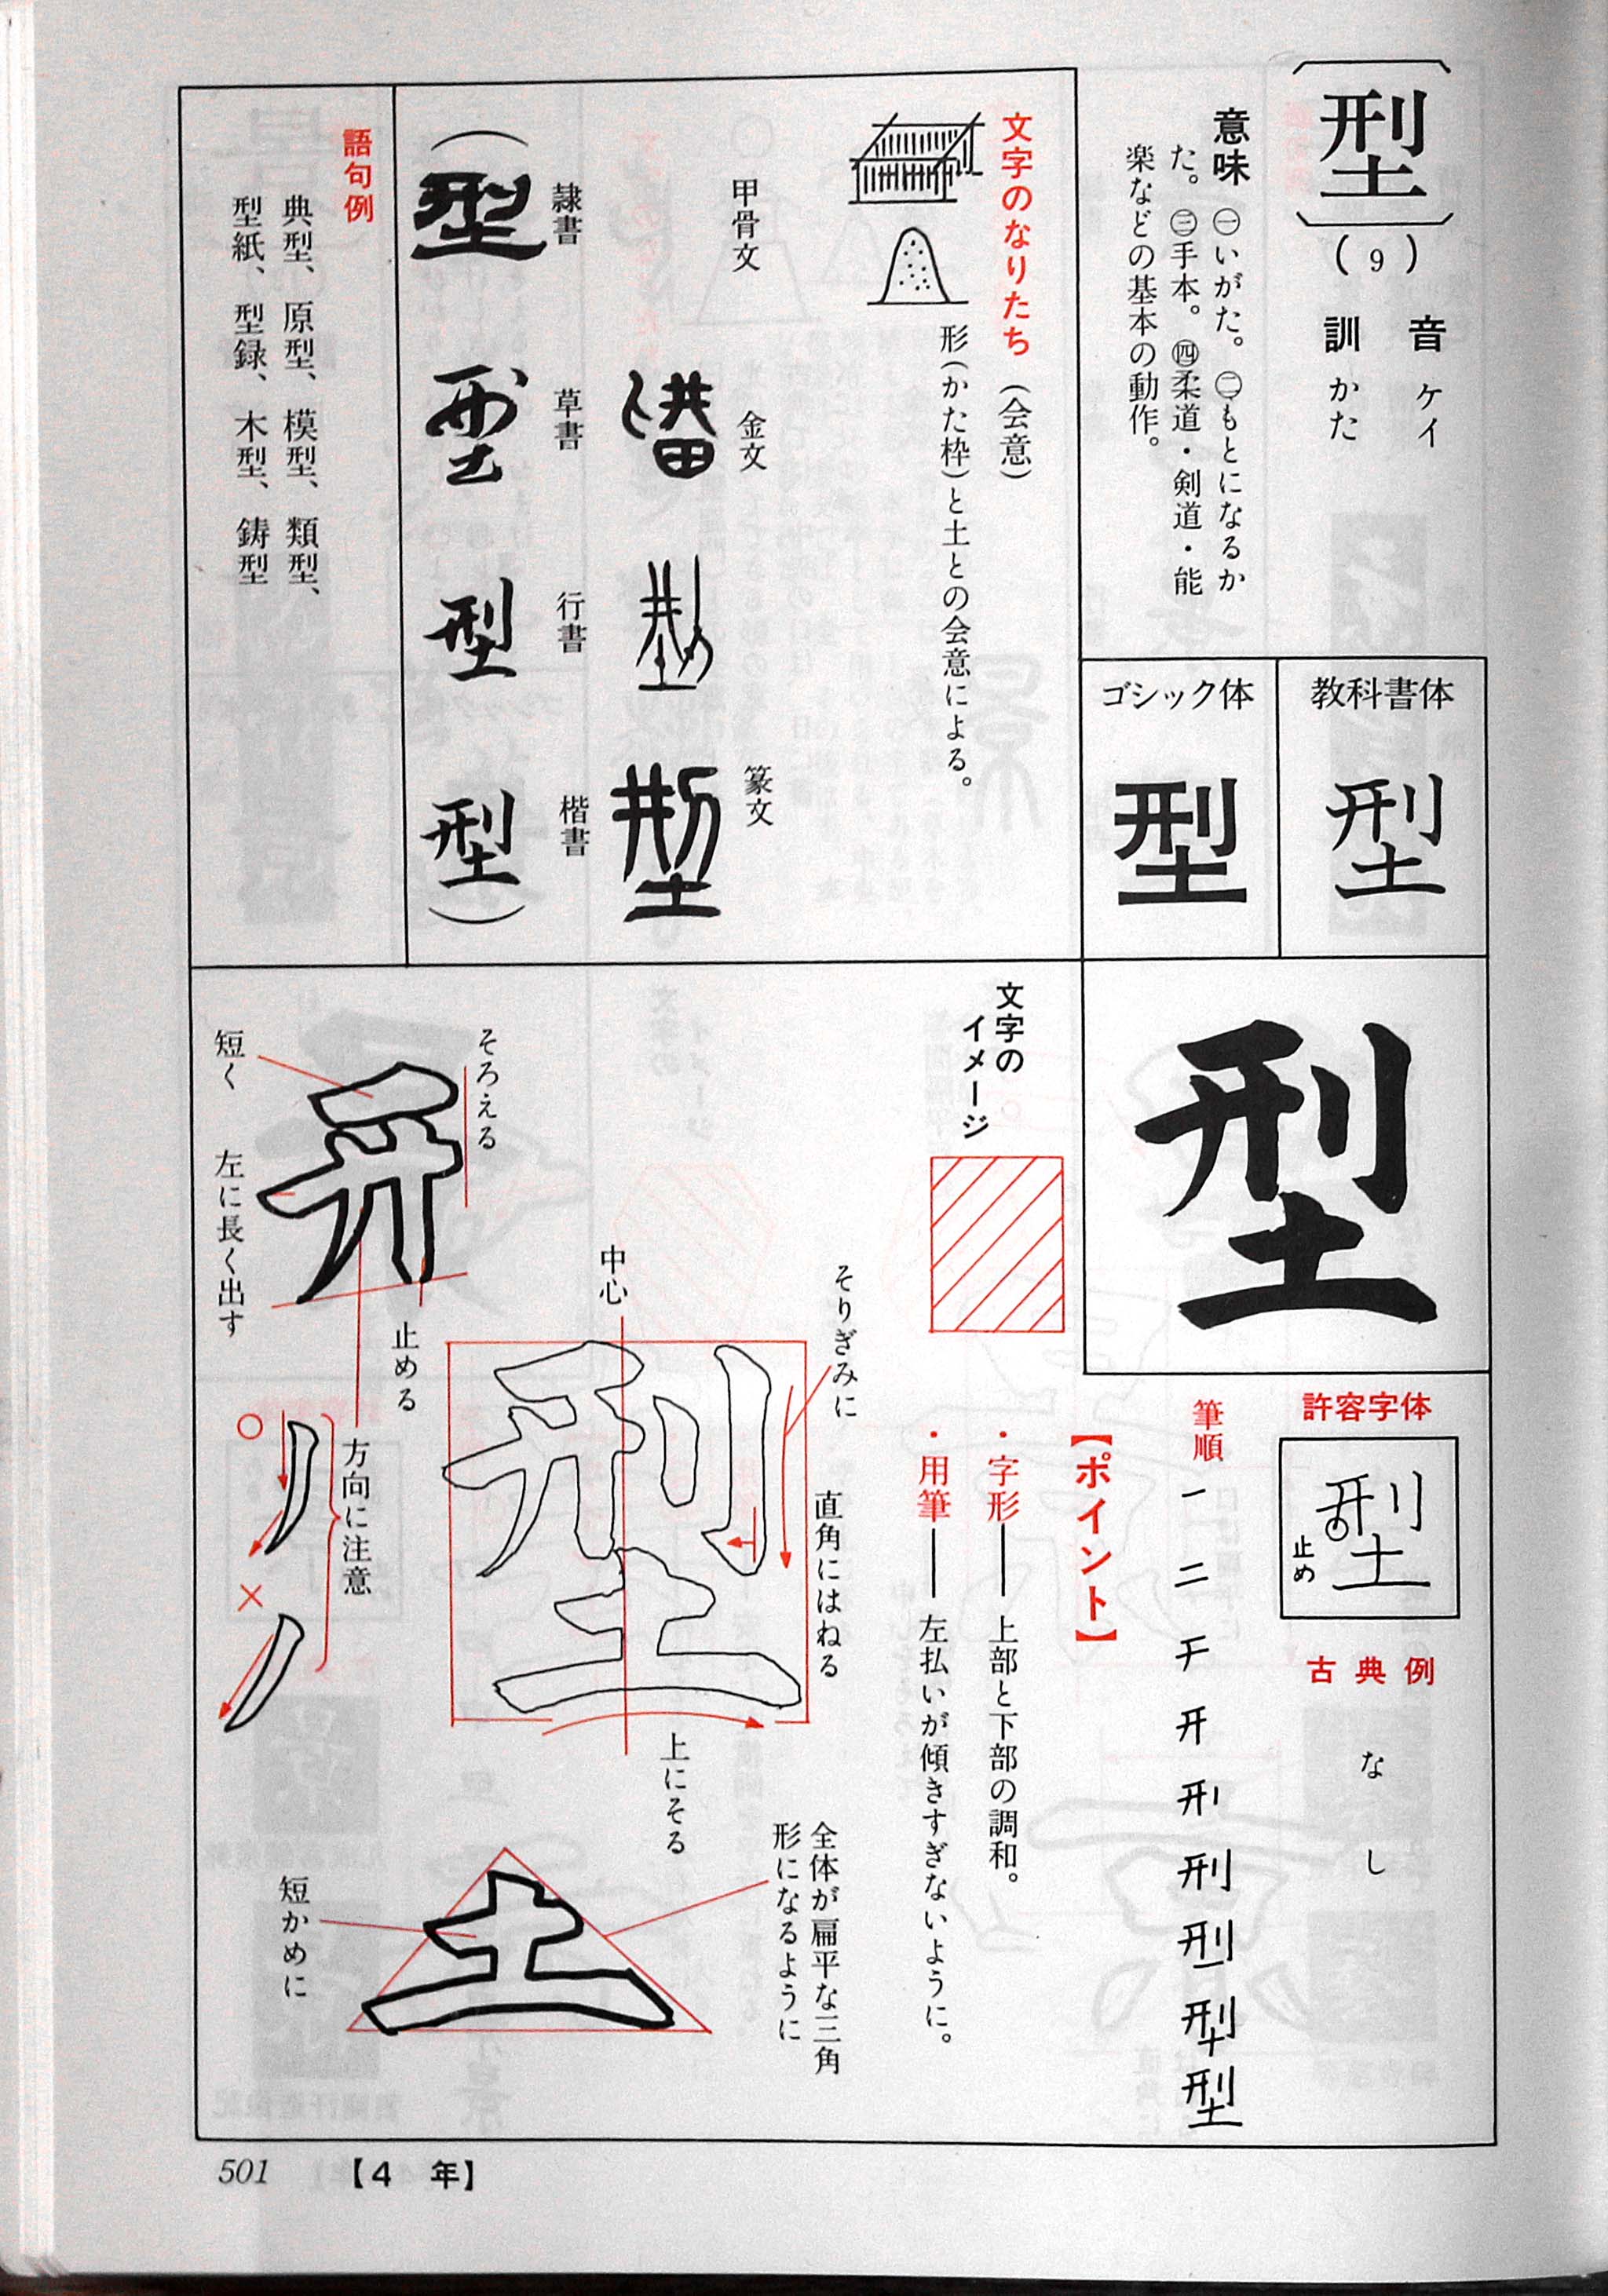 〔型〕(9)
音 ケイ
訓 かた
意味 ㊀いがた。㊁もとになるか
た。㊂手本。㊃柔道・剣道・能
楽などの基本の動作。
教科書体
型
ゴシック体
型
文字のなりたち (会意)
形(かた枠)と土との会意による。
甲骨文
金文
篆文
隷書
草書
行書
楷書
(型 型 型 型)
語句例
典型、原型、模型、類型、
型紙、型録、木型、鋳型
型
許容字体
型
止め
古典例
なし
筆順
一 二 チ 开 刑 型
【ポイント】
・字形――上部と下部の調和。
・用筆――左払いが傾きすぎないように。
文字の
イメージ
そりぎみに
直角にはねる
中心
型
上にそる
そろえる
短く
左に長く出す
止める
方向に注意
○
×
全体が扁平な三角
形になるように
土
短かめに
501 【4 年】